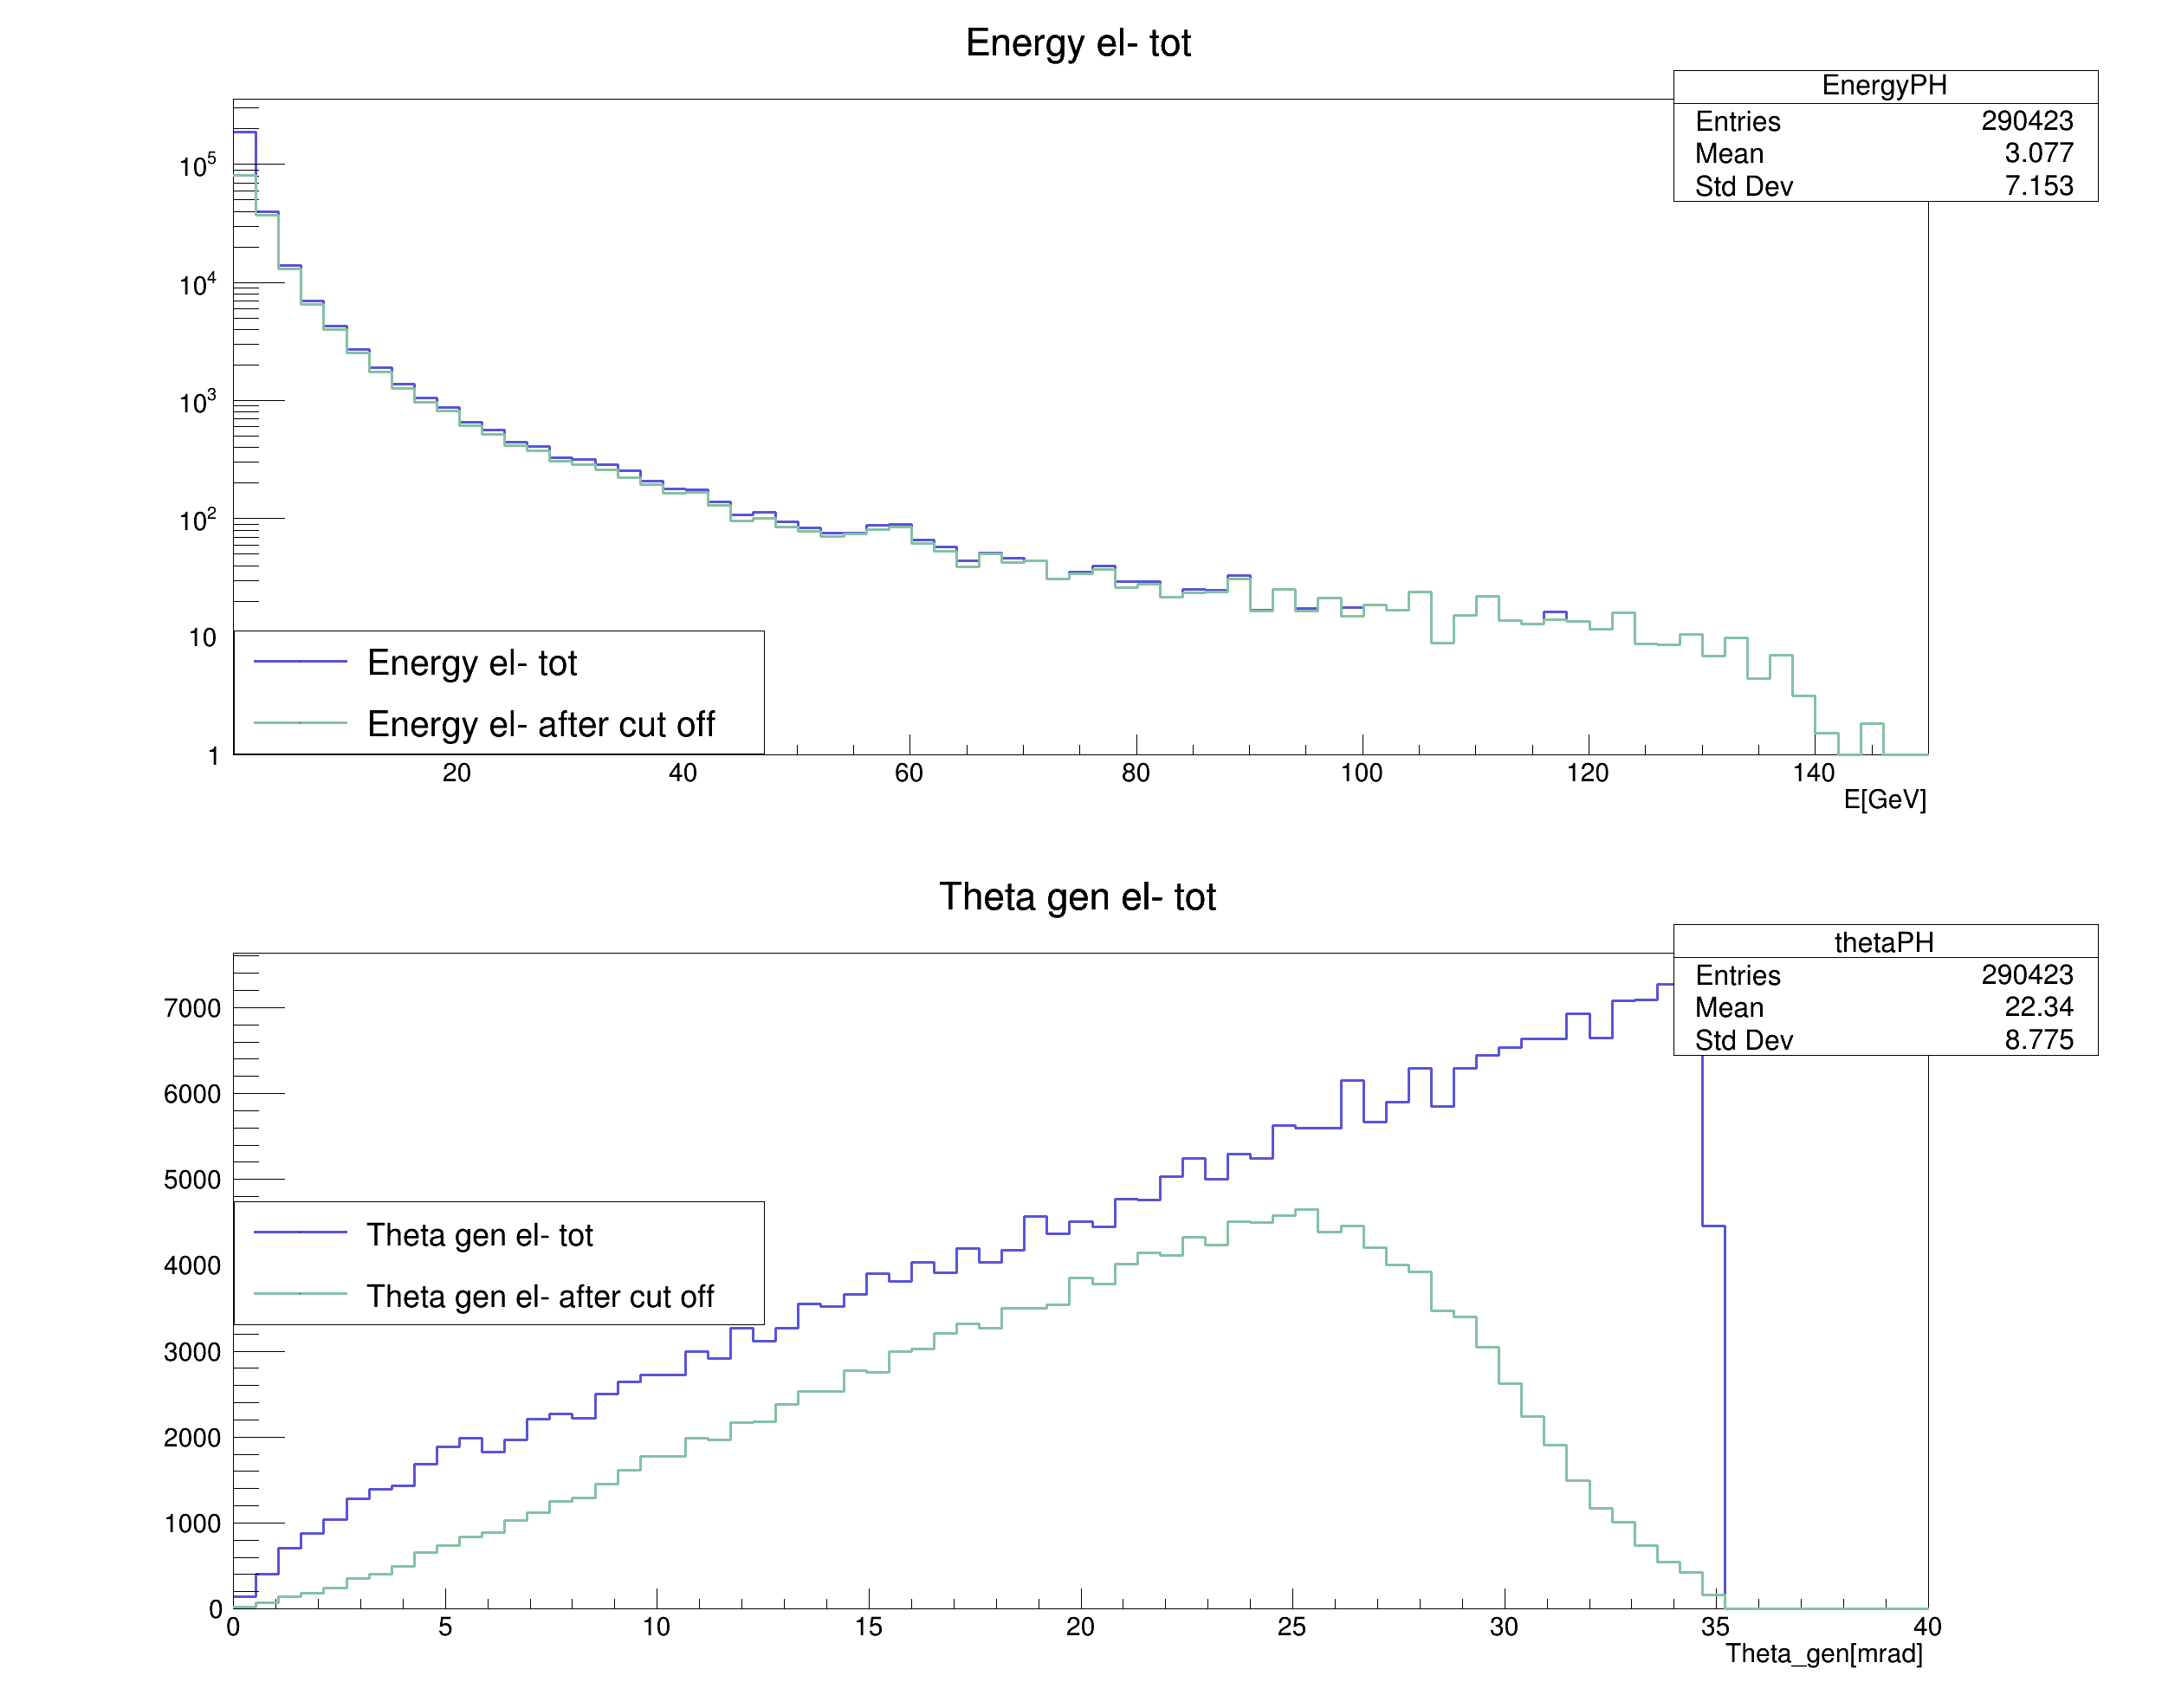 Energy el- tot
EnergyPH
Entries 290423
Mean 3.077
Std Dev 7.153
10^5
10^4
10^3
10^2
10
1
Energy el- tot
Energy el- after cut off
20 40 60 80 100 120 140
E[GeV]
Theta gen el- tot
thetaPH
Entries 290423
Mean 22.34
Std Dev 8.775
7000
6000
5000
4000
3000
2000
1000
0
Theta gen el- tot
Theta gen el- after cut off
0 5 10 15 20 25 30 35 40
Theta_gen[mrad]